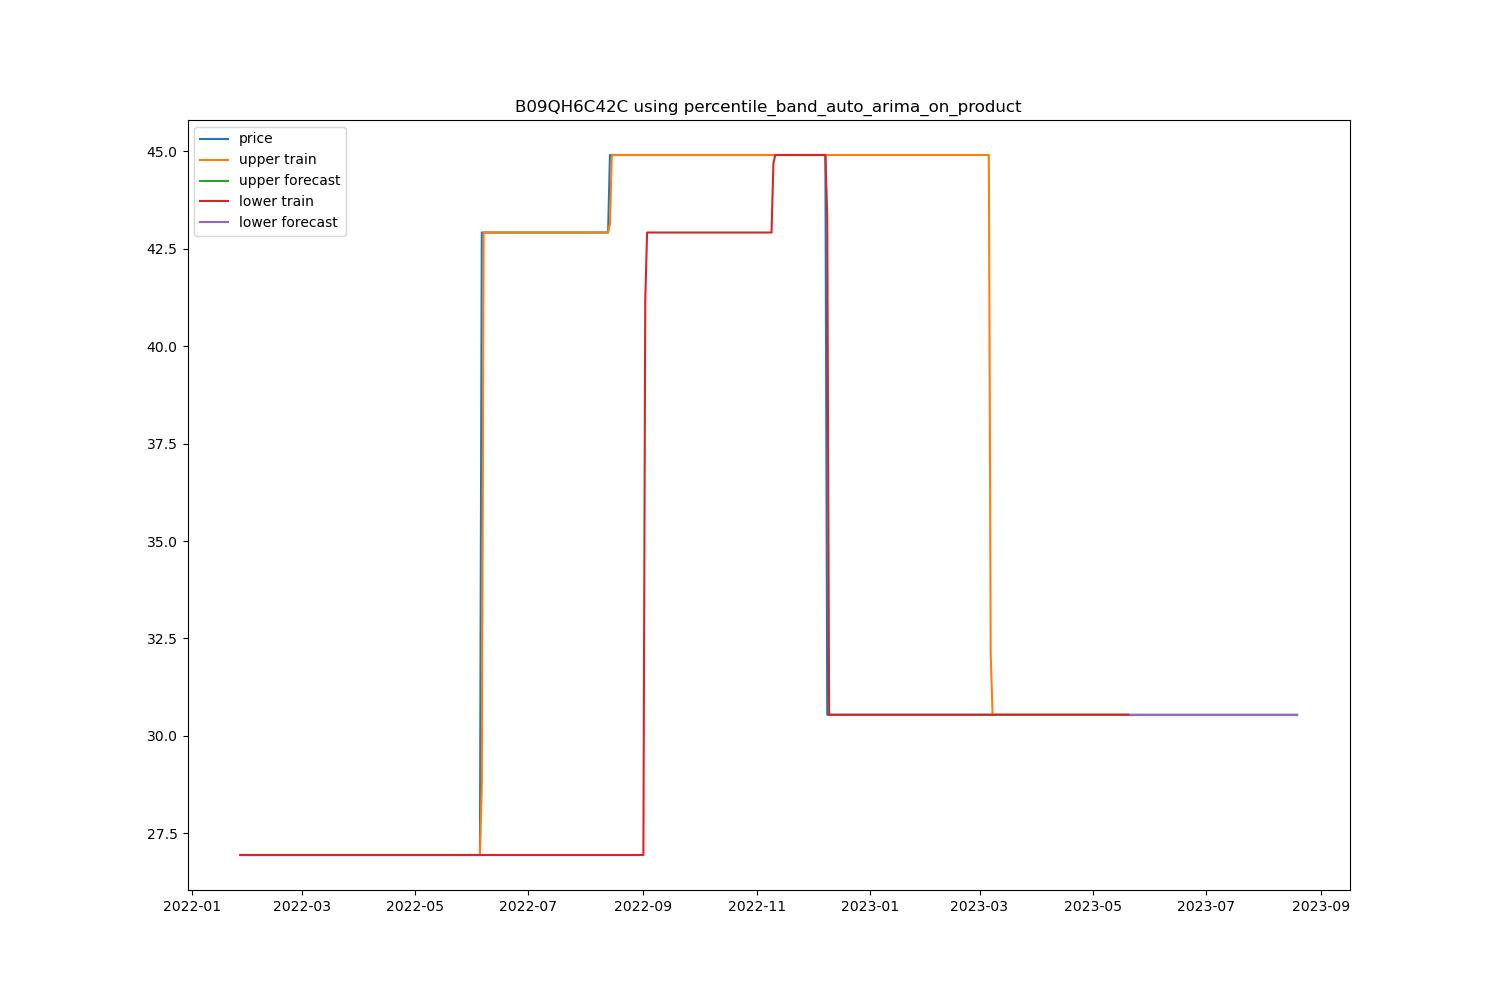 B09QH6C42C using percentile_band_auto_arima_on_product
price
upper train
upper forecast
lower train
lower forecast
45.0
42.5
40.0
37.5
35.0
32.5
30.0
27.5
2022-01 2022-03 2022-05 2022-07 2022-09 2022-11 2023-01 2023-03 2023-05 2023-07 2023-09